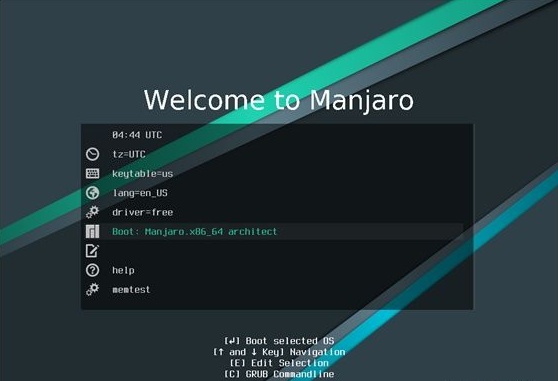 Welcome to Manjaro
04:44 UTC
tz=UTC
keytable=us
lang=en_US
driver=free
Boot: Manjaro.x86_64 architect
help
memtest
[↲] Boot selected OS
[↑ and ↓ Key] Navigation
[E] Edit Selection
[C] GRUB Commandline